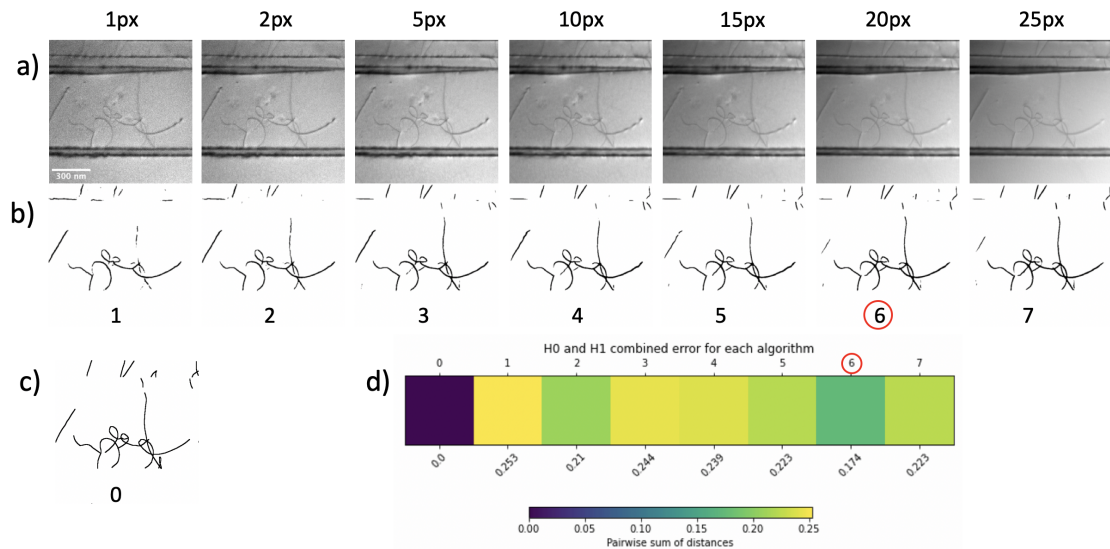 1px 2px 5px 10px 15px 20px 25px
a)
300 nm
b)
1 2 3 4 5 6 7
c)
0
d)
H0 and H1 combined error for each algorithm
0 1 2 3 4 5 6 7
0.0 0.253 0.21 0.244 0.239 0.223 0.174 0.223
0.00 0.05 0.10 0.15 0.20 0.25
Pairwise sum of distances